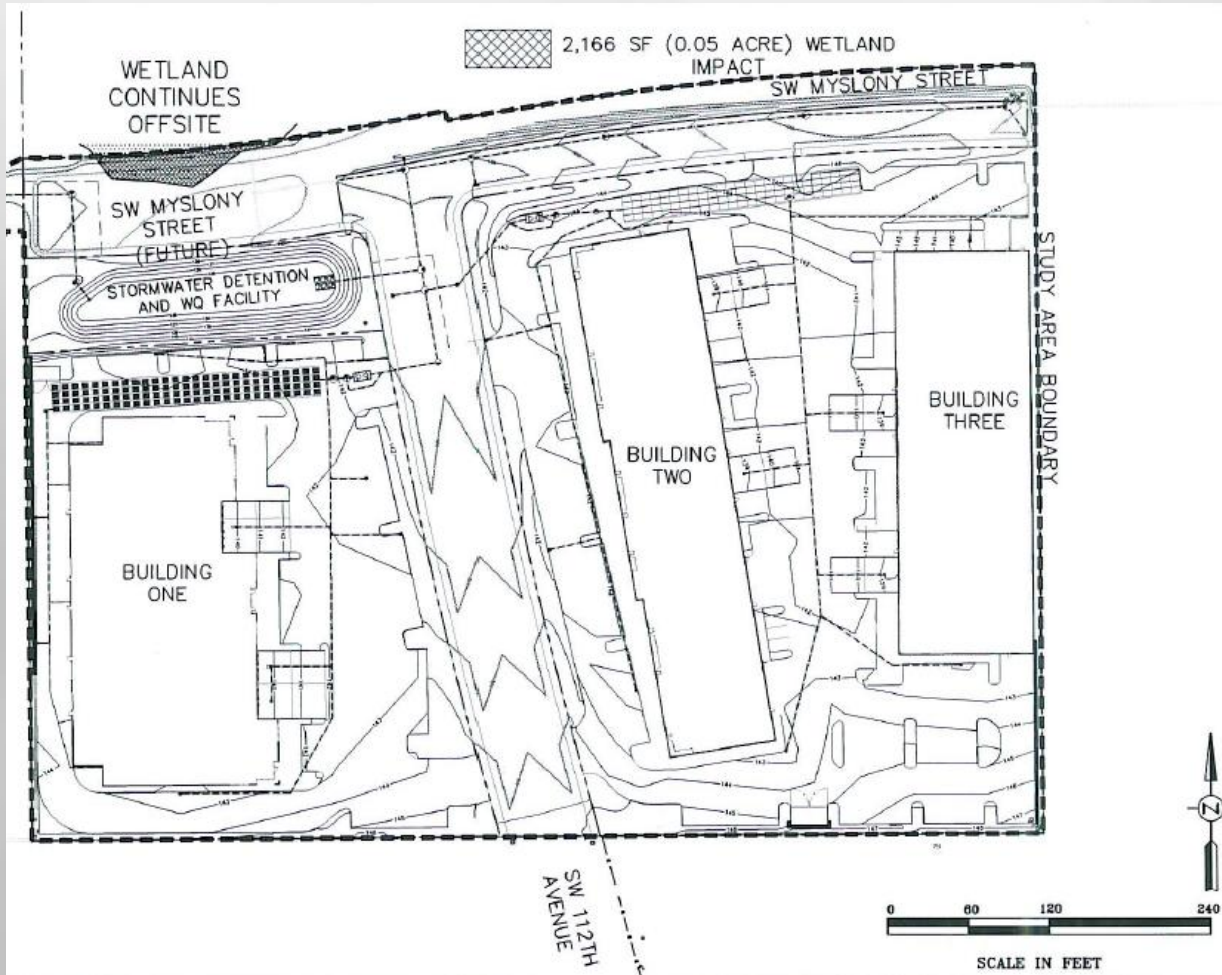 2,166 SF (0.05 ACRE) WETLAND
IMPACT
WETLAND
CONTINUES
OFFSITE
SW MYSLONY STREET
SW MYSLONY
STREET
(FUTURE)
STORMWATER DETENTION
AND WQ FACILITY
STUDY AREA BOUNDARY
BUILDING
ONE
BUILDING
TWO
BUILDING
THREE
SW 112TH
AVENUE
Z
0 60 120 240
SCALE IN FEET